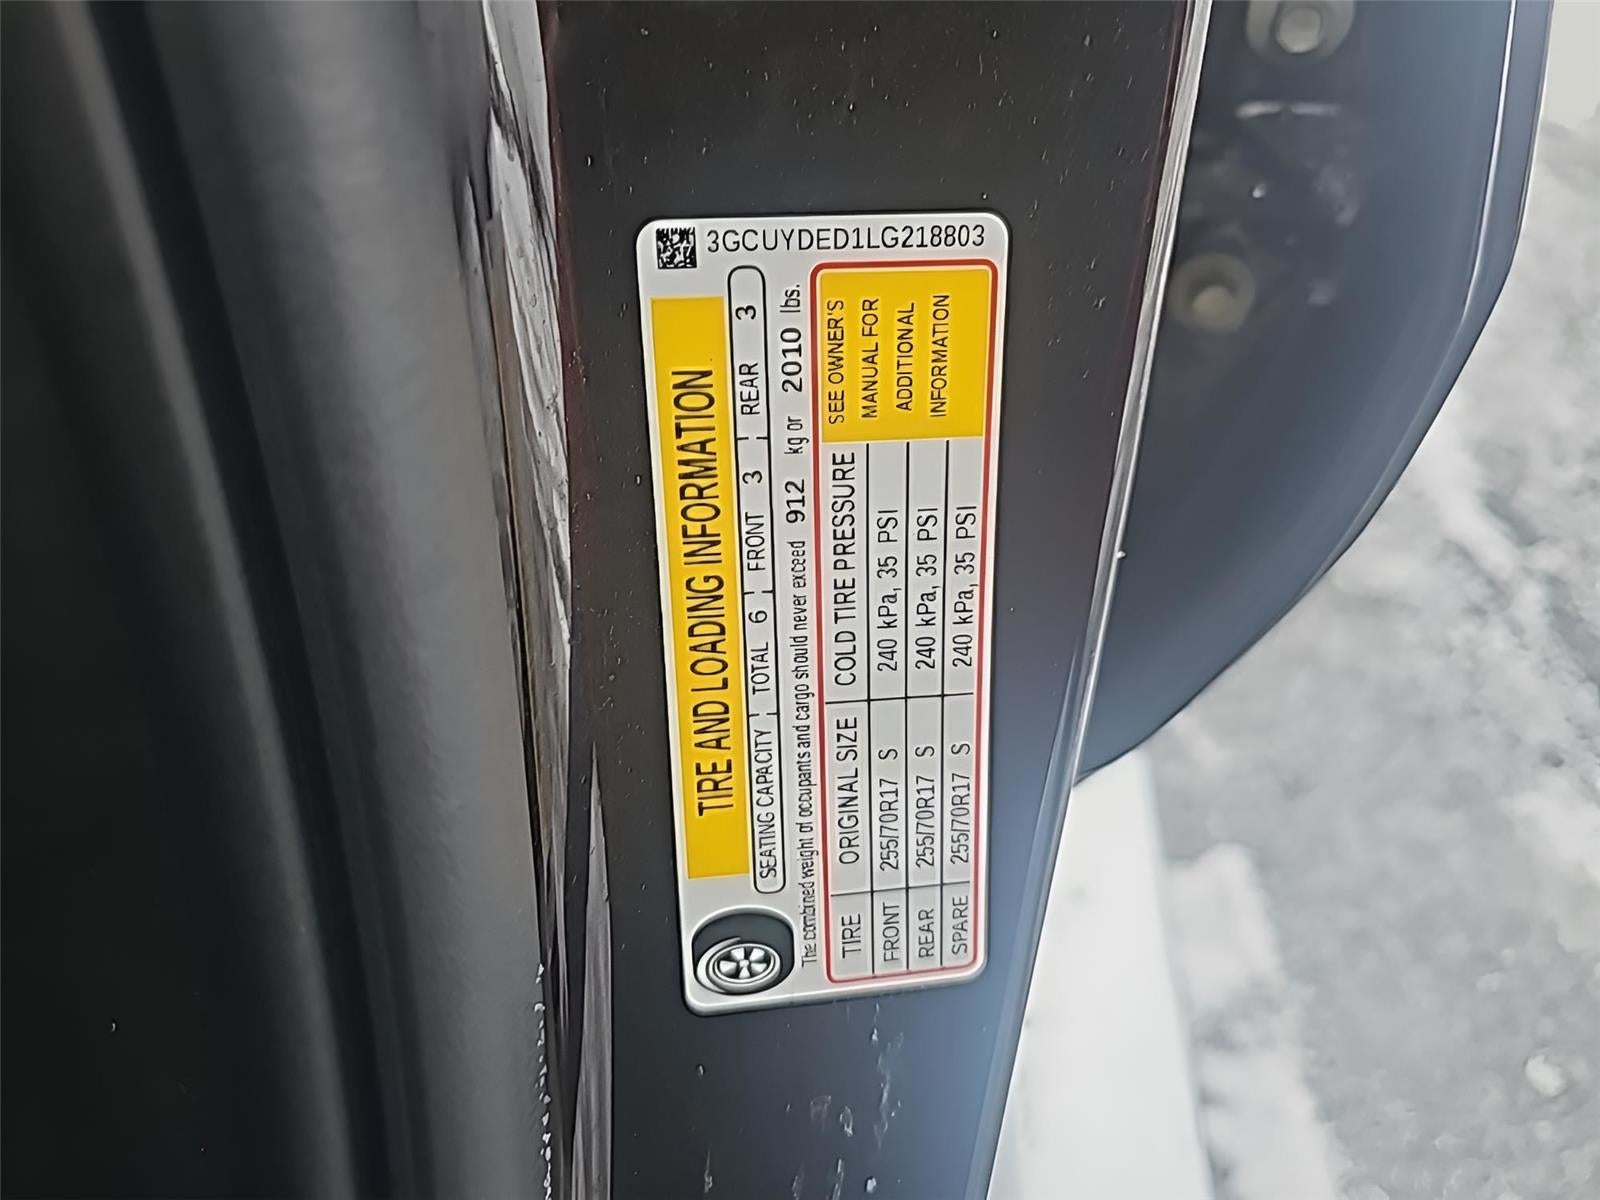 3GCUYDED1LG218803
TIRE AND LOADING INFORMATION
SEATING CAPACITY TOTAL 6 FRONT 3 REAR 3
The combined weight of occupants and cargo should never exceed 912 kg or 2010 lbs.
TIRE ORIGINAL SIZE COLD TIRE PRESSURE
FRONT 255/70R17 S 240 kPa, 35 PSI
REAR 255/70R17 S 240 kPa, 35 PSI
SPARE 255/70R17 S 240 kPa, 35 PSI
SEE OWNER'S
MANUAL FOR
ADDITIONAL
INFORMATION